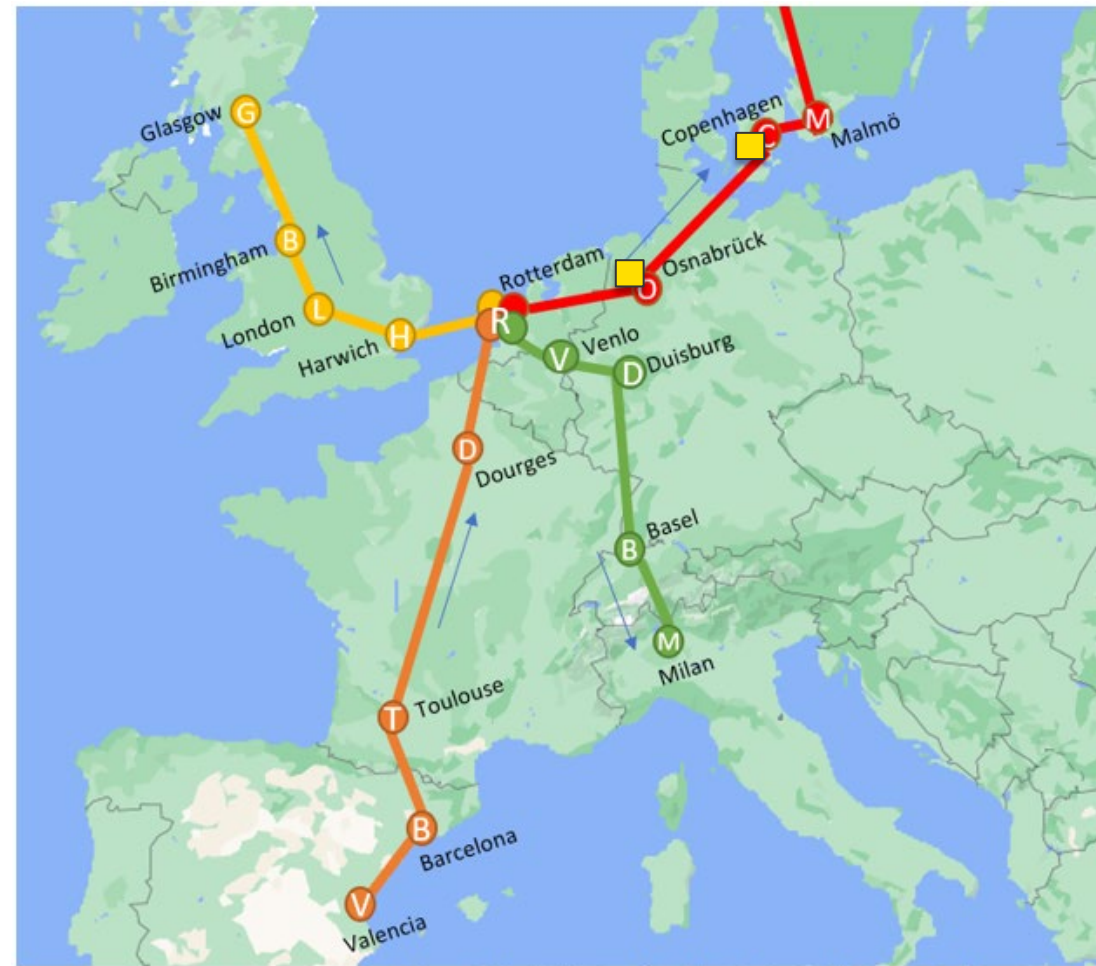 Glasgow
G
Copenhagen
C
M
Malmö
Birmingham
B
Rotterdam
Osnabrück
O
London
L
Harwich
H
R
Venlo
V
Duisburg
D
D
Dourges
Basel
B
M
Milan
Toulouse
T
B
Barcelona
V
Valencia